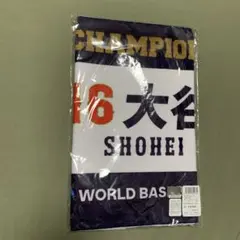 CHAMPION
16 大谷
SHOHEI
WORLD BAS